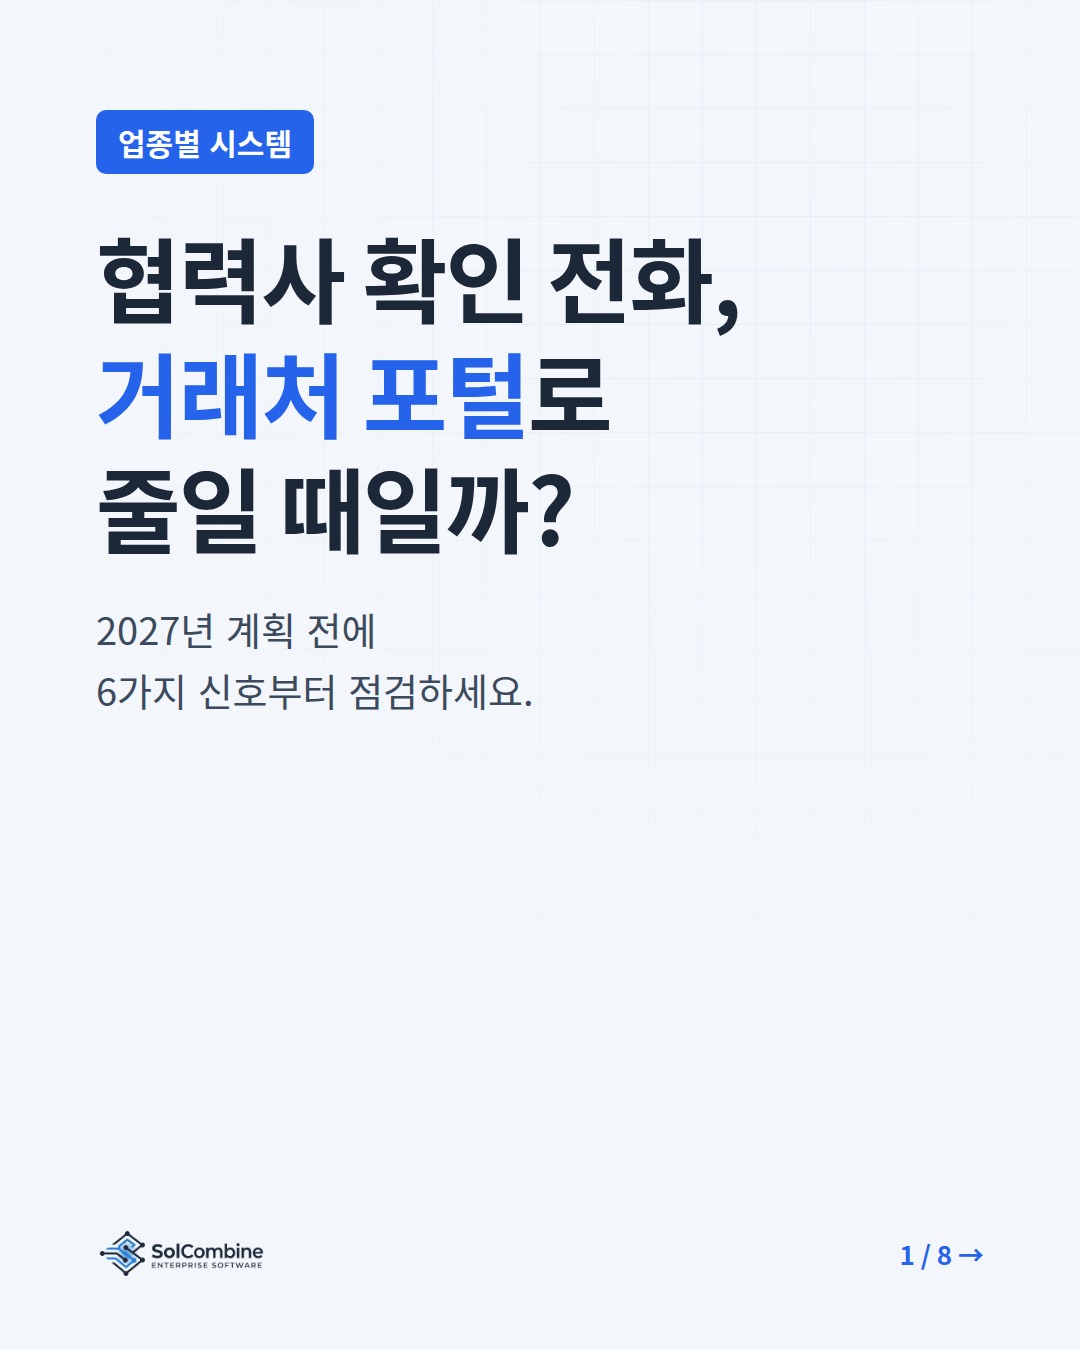 업종별 시스템
협력사 확인 전화,
거래처 포털로
줄일 때일까?
2027년 계획 전에
6가지 신호부터 점검하세요.
SolCombine
ENTERPRISE SOFTWARE
1 / 8 →